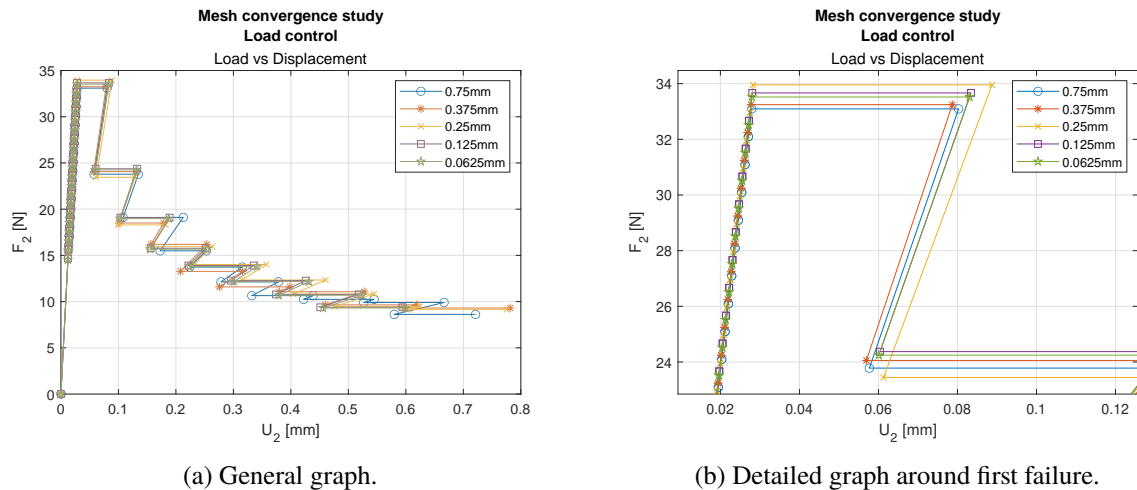 Mesh convergence study
Load control
Load vs Displacement
35
30
25
20
15
10
5
0
F2 [N]
0
0.1
0.2
0.3
0.4
0.5
0.6
0.7
0.8
U2 [mm]
0.75mm
0.375mm
0.25mm
0.125mm
0.0625mm
(a) General graph.
Mesh convergence study
Load control
Load vs Displacement
34
32
30
28
26
24
F2 [N]
0.02
0.04
0.06
0.08
0.1
0.12
U2 [mm]
0.75mm
0.375mm
0.25mm
0.125mm
0.0625mm
(b) Detailed graph around first failure.